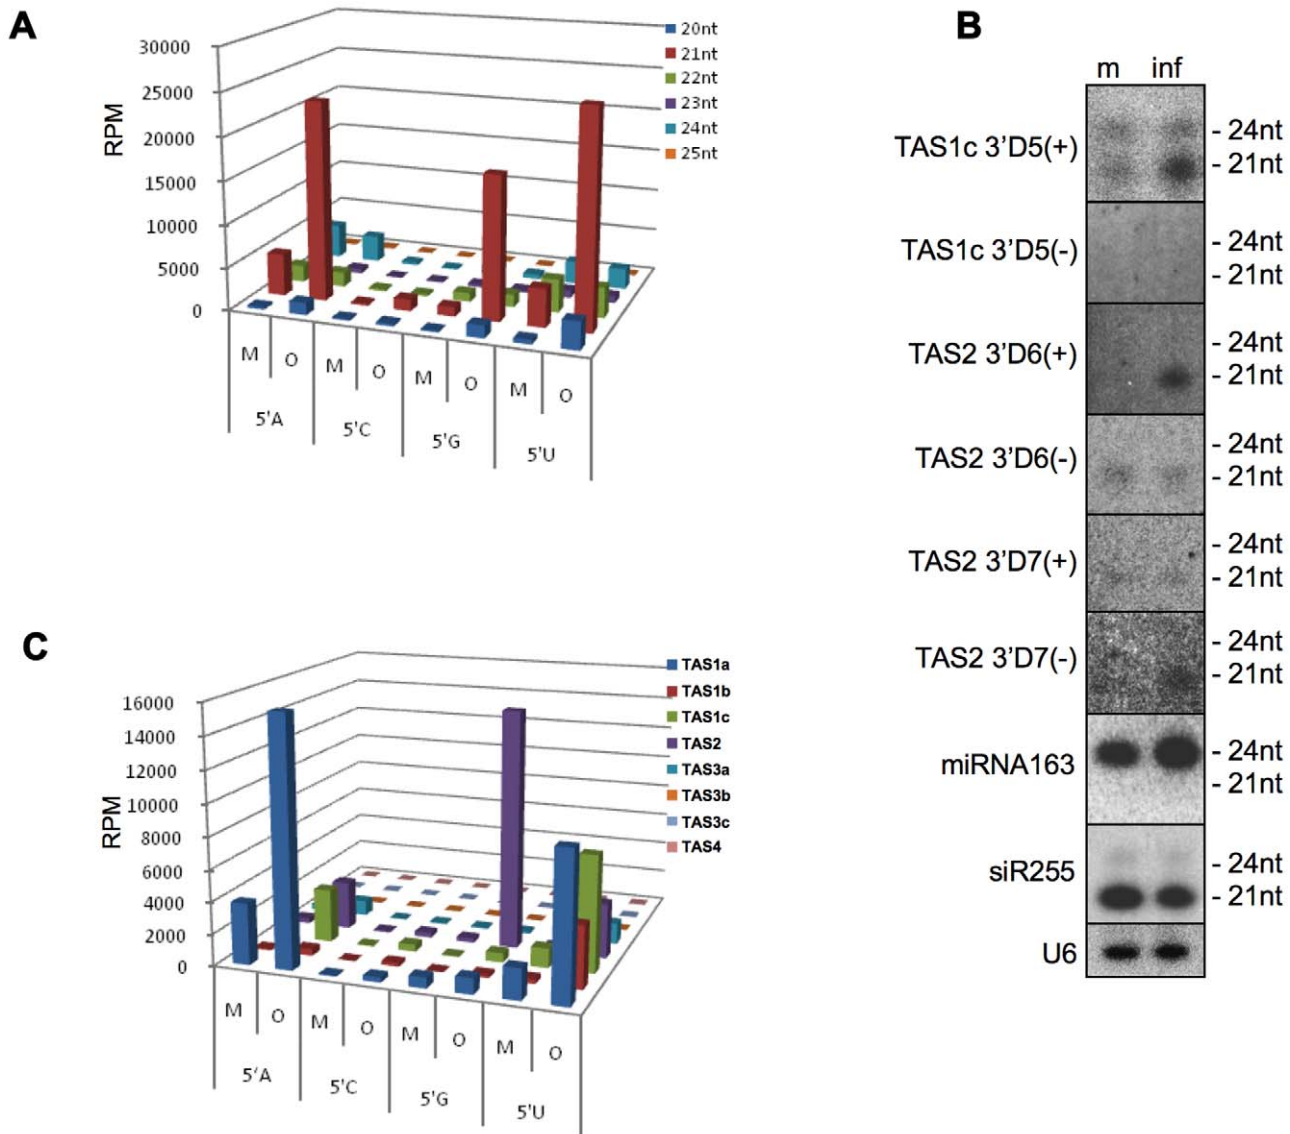 A
30000
25000
20000
15000
10000
5000
0
RPM
20nt
21nt
22nt
23nt
24nt
25nt
M O M O M O M O
5'A 5'C 5'G 5'U
B
m inf
TAS1c 3’D5(+) - 24nt
- 21nt
TAS1c 3’D5(-) - 24nt
- 21nt
TAS2 3’D6(+) - 24nt
- 21nt
TAS2 3’D6(-) - 24nt
- 21nt
TAS2 3’D7(+) - 24nt
- 21nt
TAS2 3’D7(-) - 24nt
- 21nt
miRNA163 - 24nt
- 21nt
siR255 - 24nt
- 21nt
U6
C
16000
14000
12000
10000
8000
6000
4000
2000
0
RPM
TAS1a
TAS1b
TAS1c
TAS2
TAS3a
TAS3b
TAS3c
TAS4
M O M O M O M O
5'A 5'C 5'G 5'U